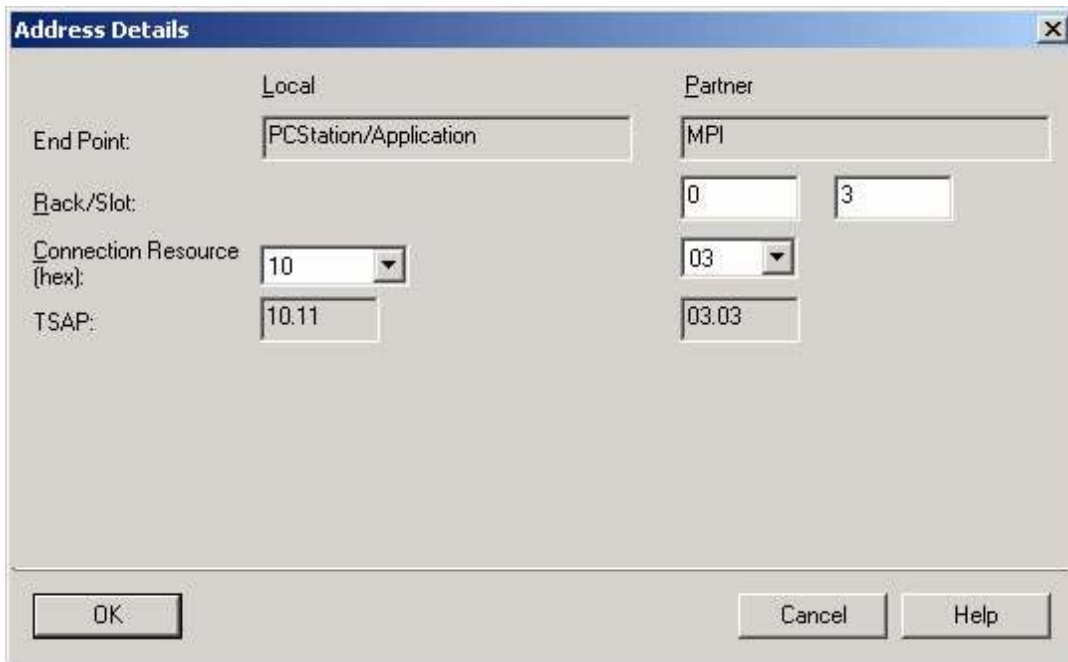 Address Details
Local Partner
End Point: PCStation/Application MPI
Rack/Slot: 0 3
Connection Resource
(hex): 10 03
TSAP: 10.11 03.03
OK Cancel Help